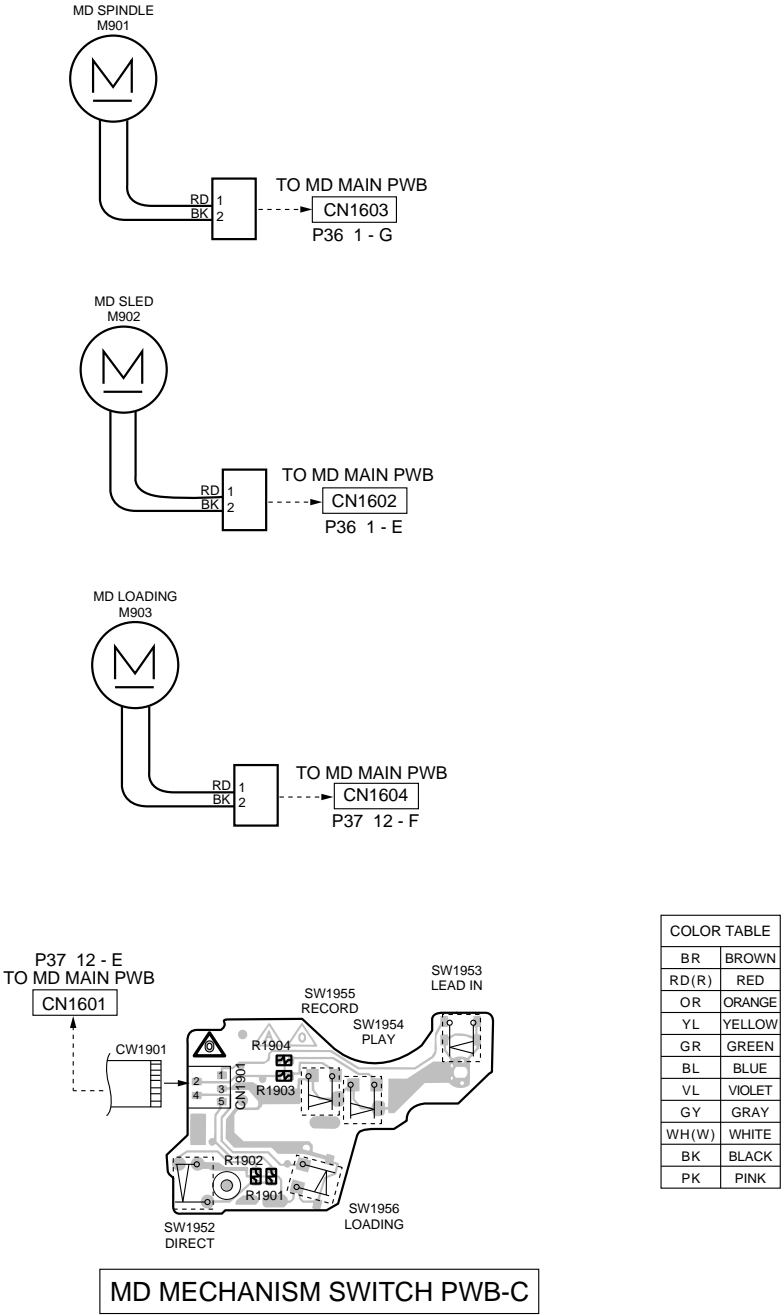 MD SPINDLE
M901
M
RD 1
BK 2
TO MD MAIN PWB
CN1603
P36 1 - G
MD SLED
M902
M
RD 1
BK 2
TO MD MAIN PWB
CN1602
P36 1 - E
MD LOADING
M903
M
RD 1
BK 2
TO MD MAIN PWB
CN1604
P37 12 - F
P37 12 - E
TO MD MAIN PWB
CN1601
CW1901
SW1955
RECORD
SW1954
PLAY
SW1953
LEAD IN
R1904
R1903
CN1901
1
2
3
4
5
R1902
R1901
SW1952
DIRECT
SW1956
LOADING
COLOR TABLE
BR BROWN
RD(R) RED
OR ORANGE
YL YELLOW
GR GREEN
BL BLUE
VL VIOLET
GY GRAY
WH(W) WHITE
BK BLACK
PK PINK
MD MECHANISM SWITCH PWB-C